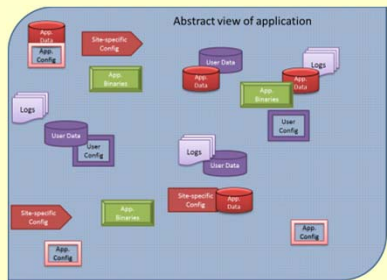 Abstract view of application
App.
Data
App.
Config
Site-specific
Config
App.
Binaries
User Data
App.
Data
Logs
App.
Data
App.
Binaries
Logs
User
Config
User Data
User
Config
Logs
User Data
Site-specific
Config
App.
Data
Site-specific
Config
App.
Binaries
App.
Config
App.
Config